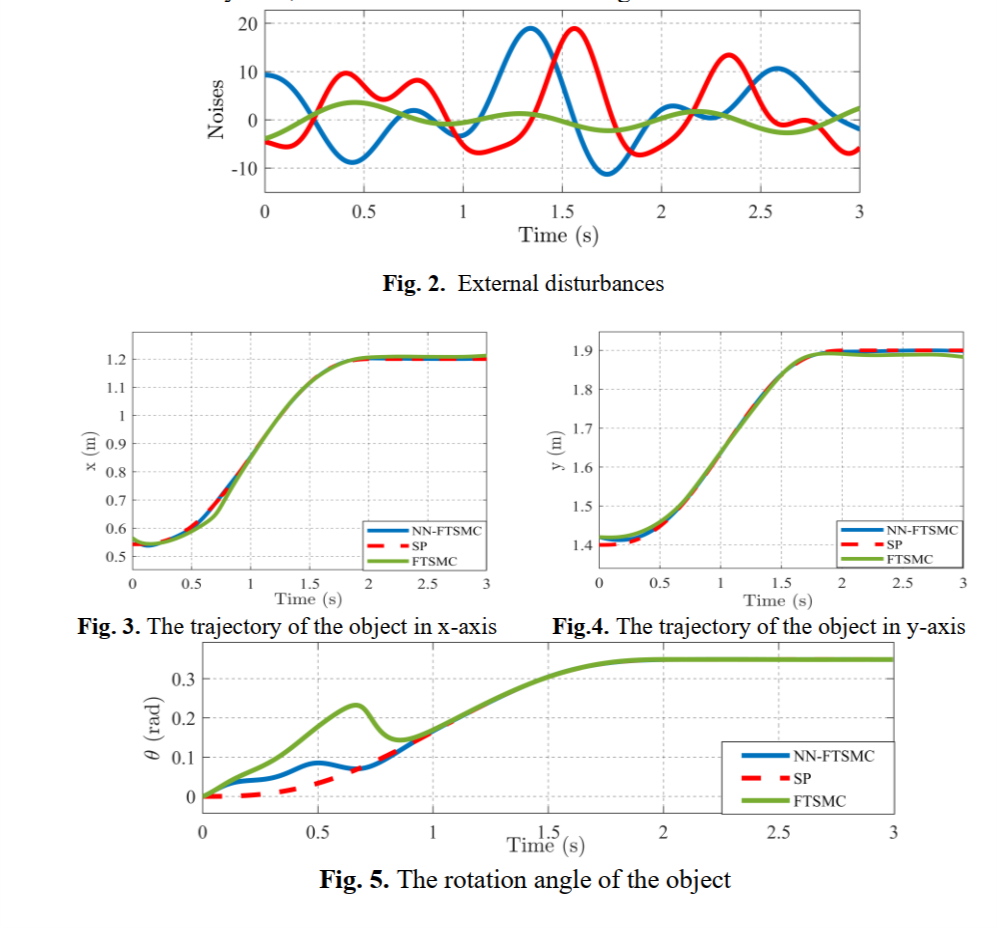 20
10
0
-10
Noises
0 0.5 1 1.5 2 2.5 3
Time (s)
Fig. 2. External disturbances
1.2
1.1
1
0.9
0.8
0.7
0.6
0.5
x (m)
NN-FTSMC
SP
FTSMC
0 0.5 1 1.5 2 2.5 3
Time (s)
1.9
1.8
1.7
1.6
1.5
1.4
y (m)
NN-FTSMC
SP
FTSMC
0 0.5 1 1.5 2 2.5 3
Time (s)
Fig. 3. The trajectory of the object in x-axis
Fig.4. The trajectory of the object in y-axis
0.3
0.2
0.1
0
θ (rad)
NN-FTSMC
SP
FTSMC
0 0.5 1 1.5 2 2.5 3
Time (s)
Fig. 5. The rotation angle of the object